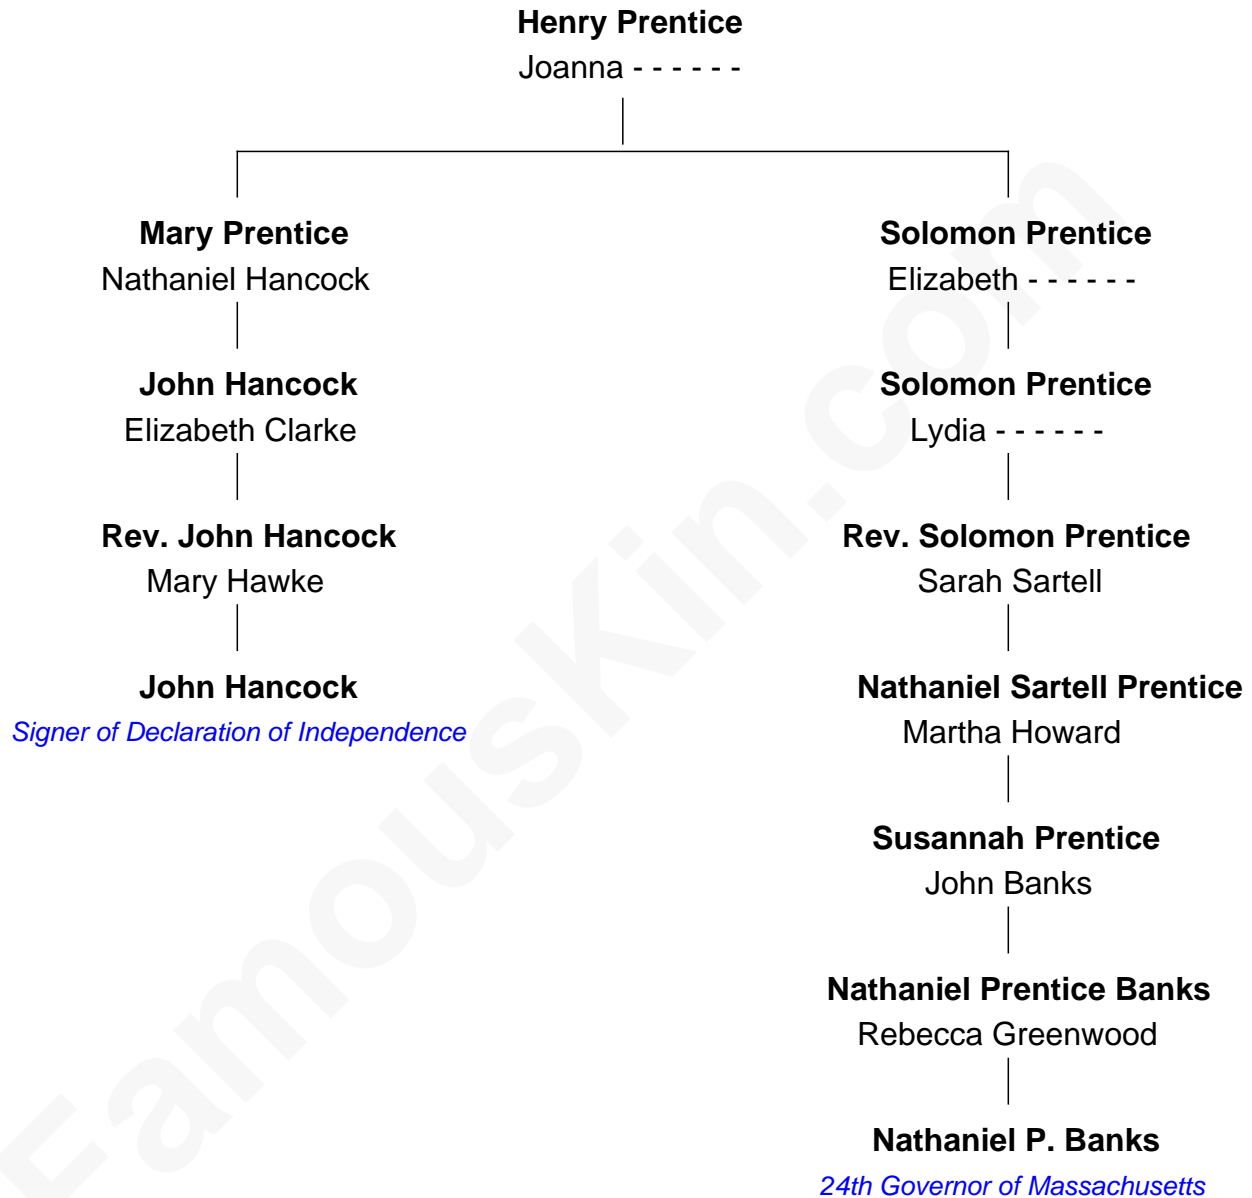 Henry Prentice
Joanna - - - - - -
Mary Prentice
Nathaniel Hancock
Solomon Prentice
Elizabeth - - - - - -
John Hancock
Elizabeth Clarke
Solomon Prentice
Lydia - - - - - -
Rev. John Hancock
Mary Hawke
Rev. Solomon Prentice
Sarah Sartell
John Hancock
Signer of Declaration of Independence
Nathaniel Sartell Prentice
Martha Howard
Susannah Prentice
John Banks
Nathaniel Prentice Banks
Rebecca Greenwood
Nathaniel P. Banks
24th Governor of Massachusetts
FamousKin.com